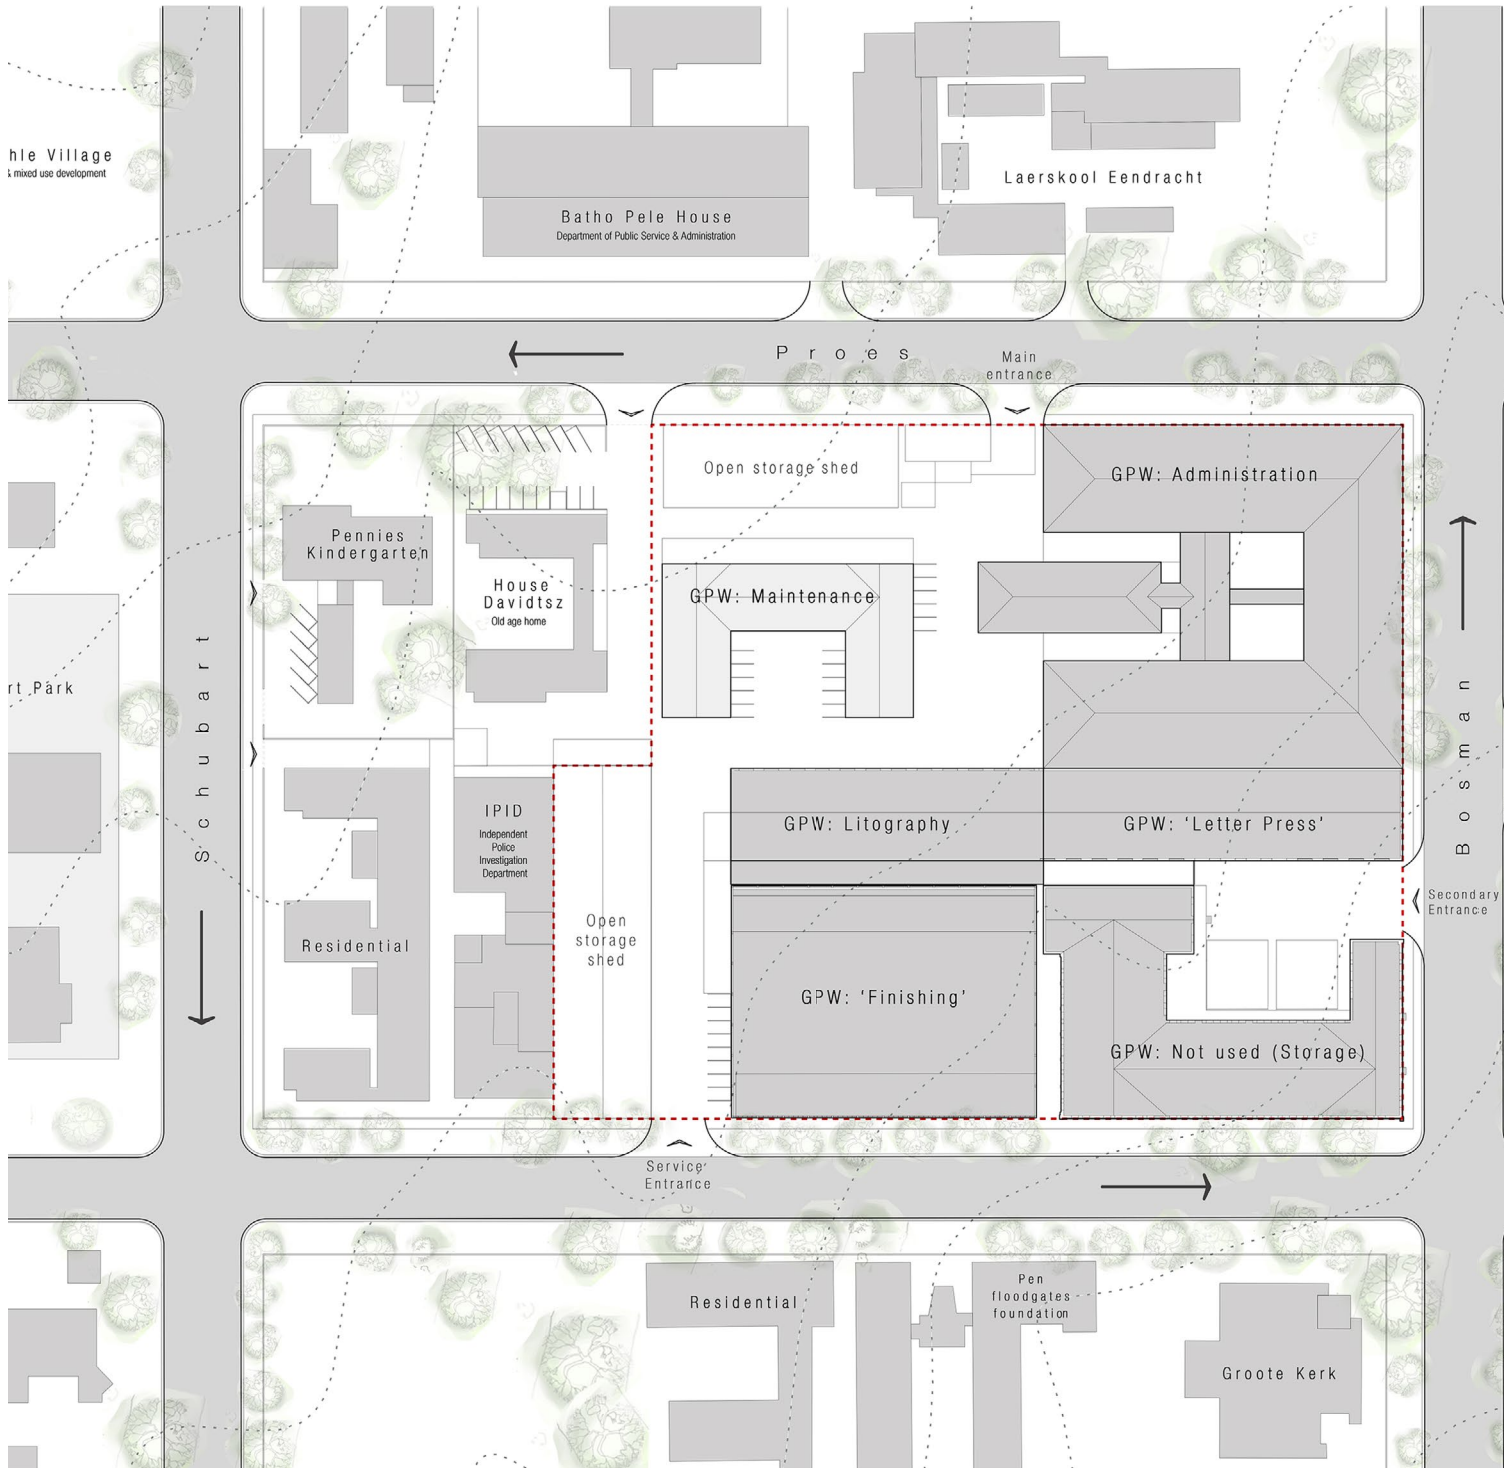 hle Village
& mixed use development
Batho Pele House
Department of Public Service & Administration
Laerskool Eendracht
Proes
Main
entrance
Open storage shed
GPW: Administration
Pennies
Kindergarten
House
Davidtsz
Old age home
GPW: Maintenance
rt Park
Schubart
Bosman
IPID
Independent
Police
Investigation
Department
GPW: Litography
GPW: 'Letter Press'
Secondary
Entrance
Residential
Open
storage
shed
GPW: 'Finishing'
GPW: Not used (Storage)
Service
Entrance
Residential
Pen
floodgates
foundation
Groote Kerk